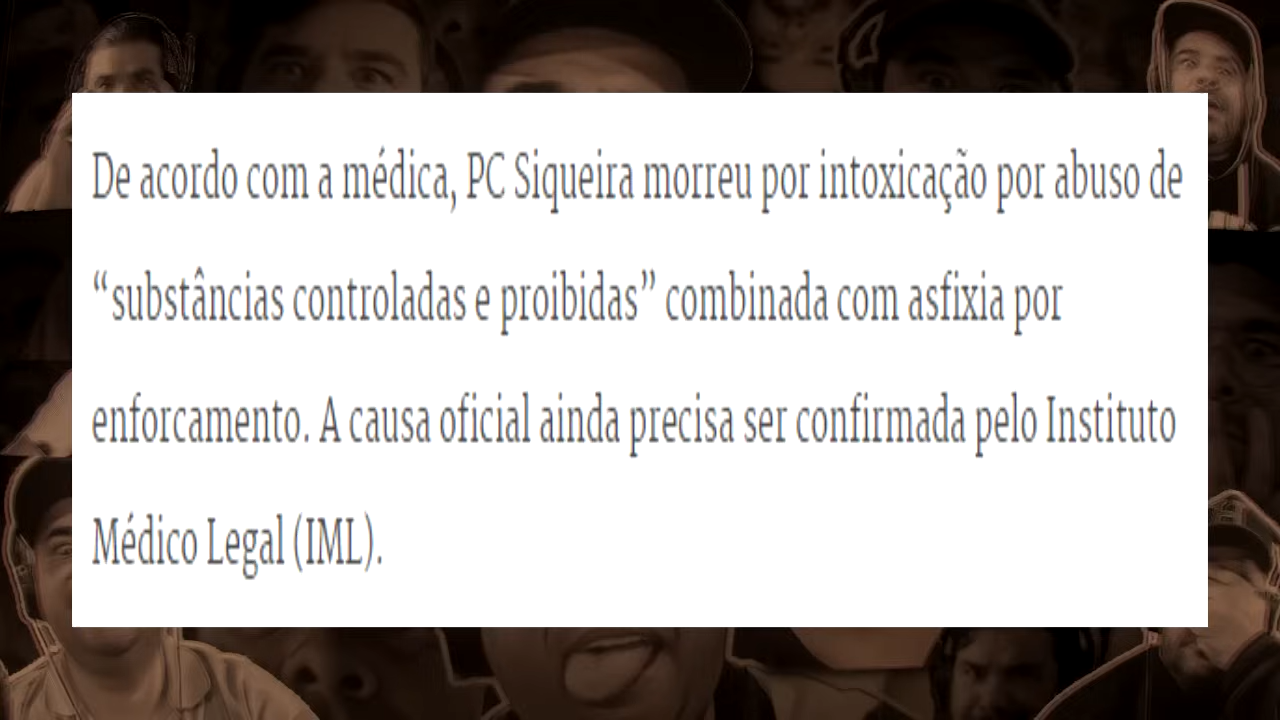 De acordo com a médica, PC Siqueira morreu por intoxicação por abuso de
“substâncias controladas e proibidas” combinada com asfixia por
enforcamento. A causa oficial ainda precisa ser confirmada pelo Instituto
Médico Legal (IML).